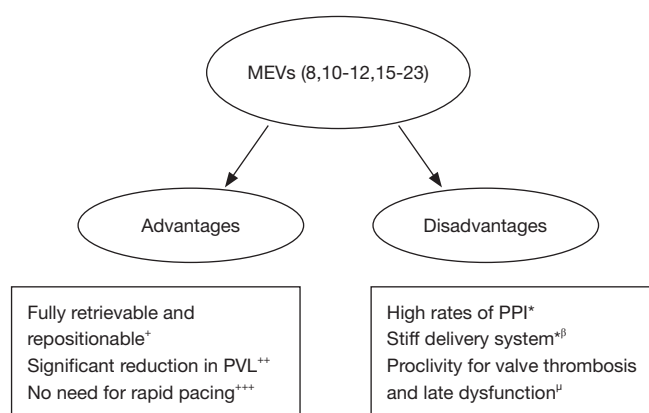 MEVs (8,10-12,15-23)
Advantages
Disadvantages
Fully retrievable and
repositionable⁺
Significant reduction in PVL⁺⁺
No need for rapid pacing⁺⁺⁺
High rates of PPI*
Stiff delivery system*ᵝ
Proclivity for valve thrombosis
and late dysfunctionᵘ